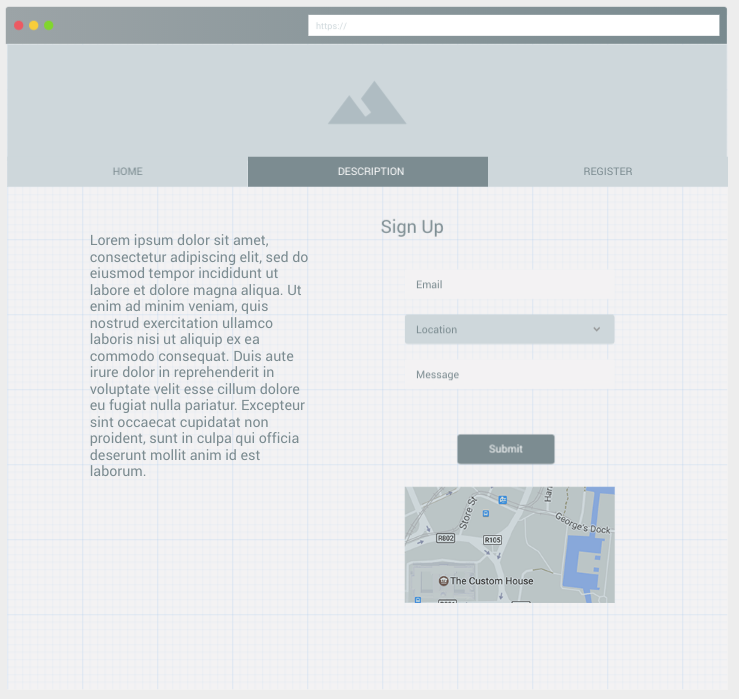 https://
HOME
DESCRIPTION
REGISTER
Lorem ipsum dolor sit amet,
consectetur adipiscing elit, sed do
eiusmod tempor incididunt ut
labore et dolore magna aliqua. Ut
enim ad minim veniam, quis
nostrud exercitation ullamco
laboris nisi ut aliquip ex ea
commodo consequat. Duis aute
irure dolor in reprehenderit in
voluptate velit esse cillum dolore
eu fugiat nulla pariatur. Excepteur
sint occaecat cupidatat non
proident, sunt in culpa qui officia
deserunt mollit anim id est
laborum.
Sign Up
Email
Location
Message
Submit
Store St
George's Dock
R802
R105
The Custom House